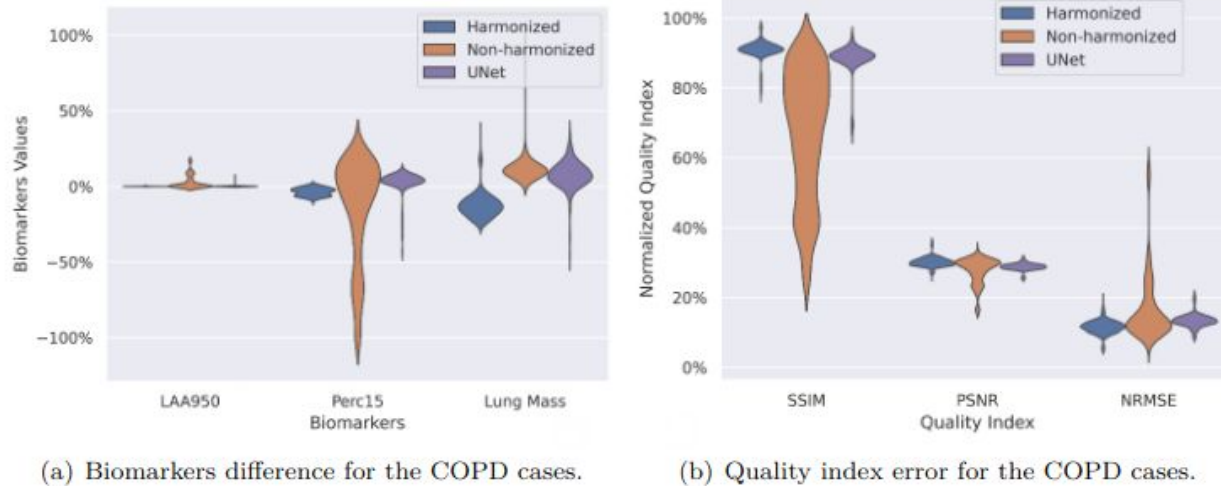 Biomarkers Values
100%
50%
0%
−50%
−100%
Harmonized
Non-harmonized
UNet
LAA950 Perc15 Lung Mass
Biomarkers
(a) Biomarkers difference for the COPD cases.
Normalized Quality Index
100%
80%
60%
40%
20%
0%
Harmonized
Non-harmonized
UNet
SSIM PSNR NRMSE
Quality Index
(b) Quality index error for the COPD cases.